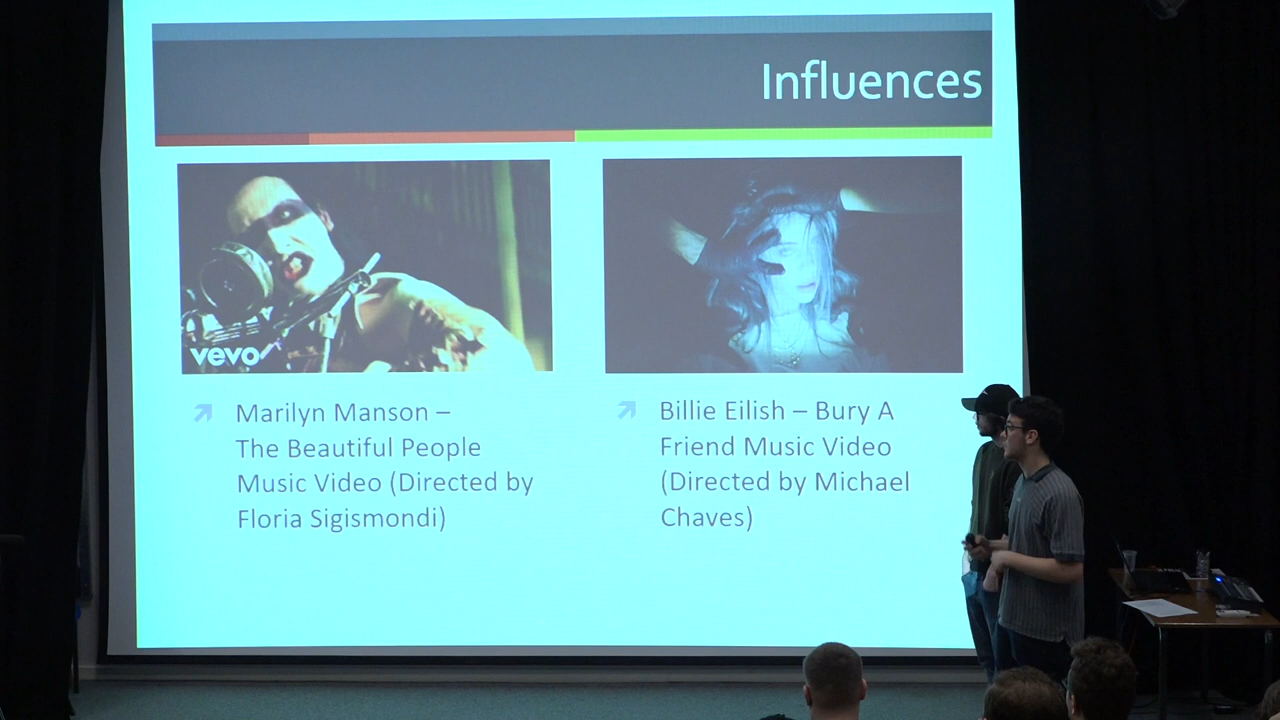 Influences
vevo
Marilyn Manson –
The Beautiful People
Music Video (Directed by
Floria Sigismondi)
Billie Eilish – Bury A
Friend Music Video
(Directed by Michael
Chaves)